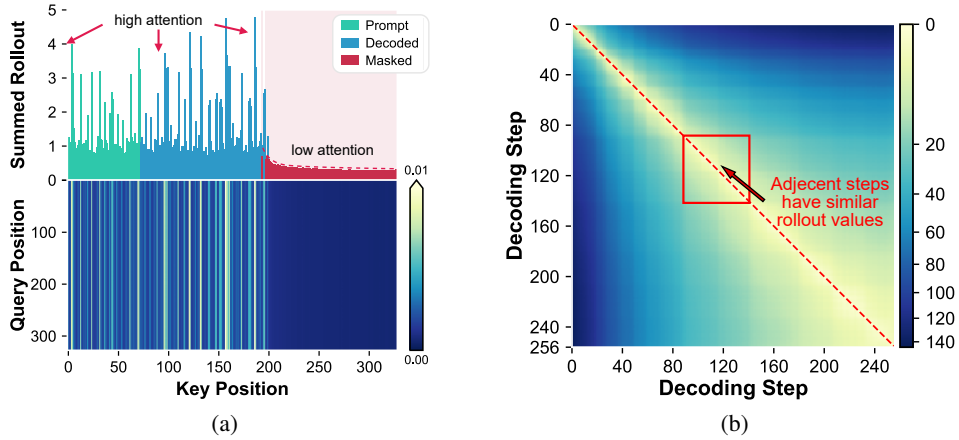 high attention
Prompt
Decoded
Masked
low attention
Summed Rollout
5
4
3
2
1
0
0.01
0.00
Query Position
100
200
300
0
50
100
150
200
250
300
Key Position
(a)
0
40
80
120
160
200
240
256
Decoding Step
Adjecent steps
have similar
rollout values
0
40
80
120
160
200
240
Decoding Step
0
20
40
60
80
100
120
140
(b)